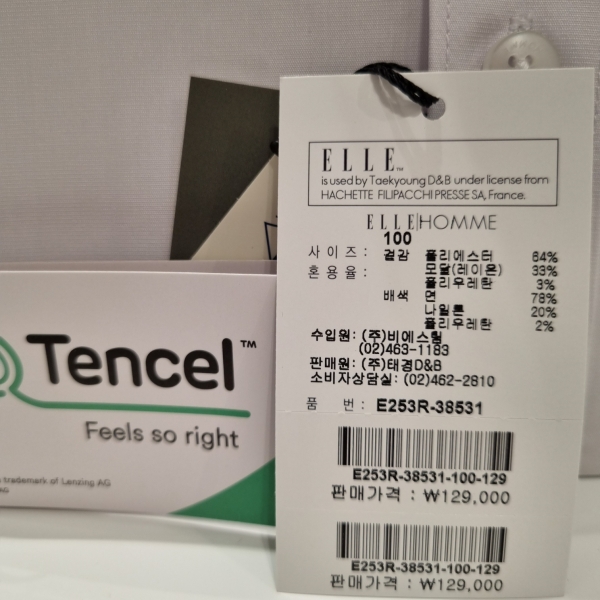 ELLE™
is used by Taekyoung D&B under license from
HACHETTE FILIPACCHI PRESSE SA, France.
ELLE|HOMME
사이즈: 100
혼용율: 겉감 폴리에스터 64%
모달(레이온) 33%
폴리우레탄 3%
배색 면 78%
나일론 20%
폴리우레탄 2%
수입원: (주)비에스컴
(02)463-1183
판매원: (주)태경D&B
소비자상담실: (02)462-2810
품 번: E253R-38531
E253R-38531-100-129
판매가격 : ₩129,000
E253R-38531-100-129
판매가격 : ₩129,000
Tencel™
Feels so right
trademark of Lenzing AG
AG